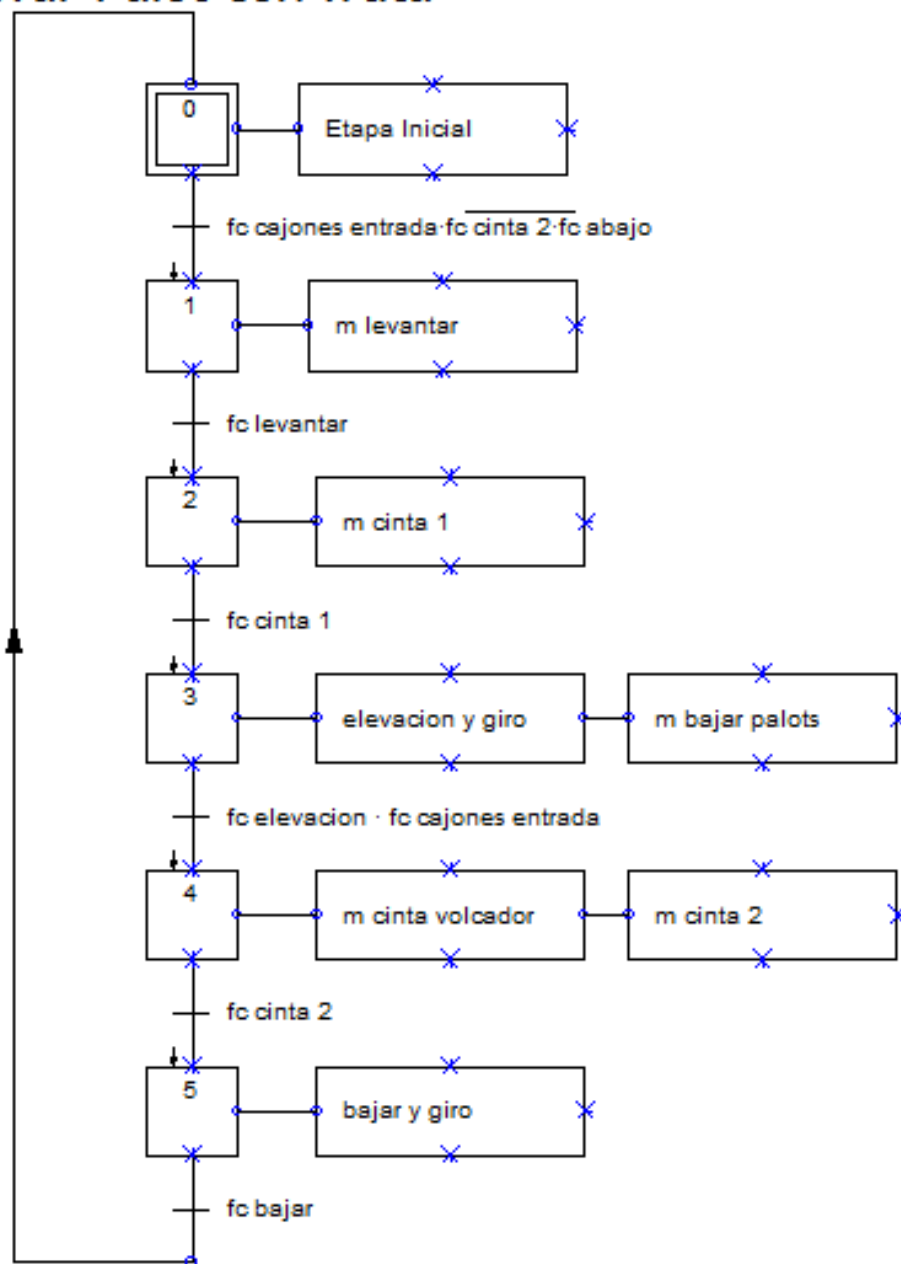 0
Etapa Inicial
fc cajones entrada·fc cinta 2·fc abajo
1
m levantar
fc levantar
2
m cinta 1
fc cinta 1
3
elevacion y giro
m bajar palots
fc elevacion · fc cajones entrada
4
m cinta volcador
m cinta 2
fc cinta 2
5
bajar y giro
fc bajar